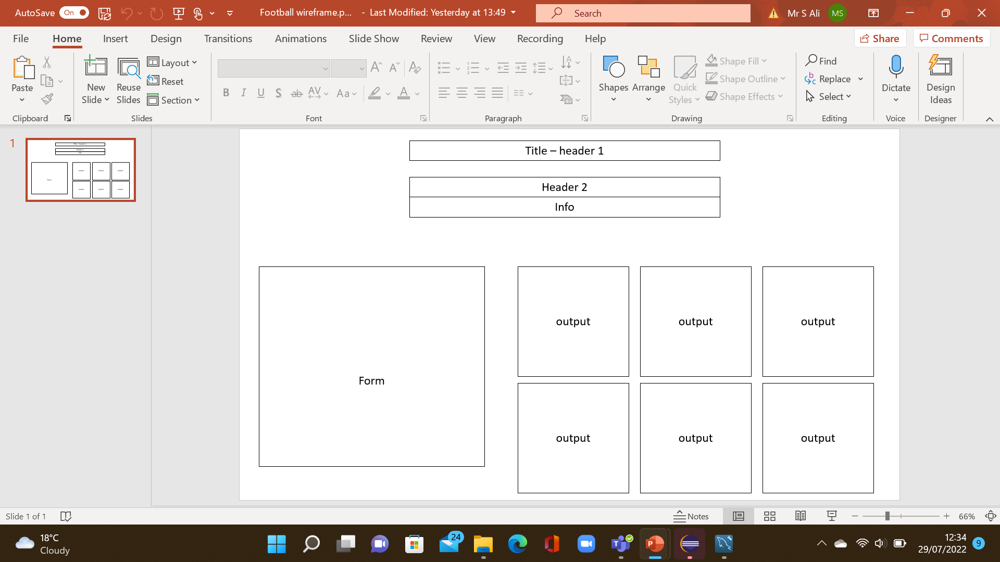 AutoSave On
Football wireframe.p... - Last Modified: Yesterday at 13:49
Search
Mr S Ali MS
File Home Insert Design Transitions Animations Slide Show Review View Recording Help
Share Comments
Paste
New Slide
Reuse Slides
Layout
Reset
Section
B I U S ab AV Aa A
Shapes Arrange Quick Styles
Shape Fill
Shape Outline
Shape Effects
Find
Replace
Select
Dictate
Design Ideas
Clipboard Slides Font Paragraph Drawing Editing Voice Designer
1
Title – header 1
Header 2
Info
Form
output output output
output output output
Slide 1 of 1
Notes
66%
18°C
Cloudy
24
12:34
29/07/2022
9